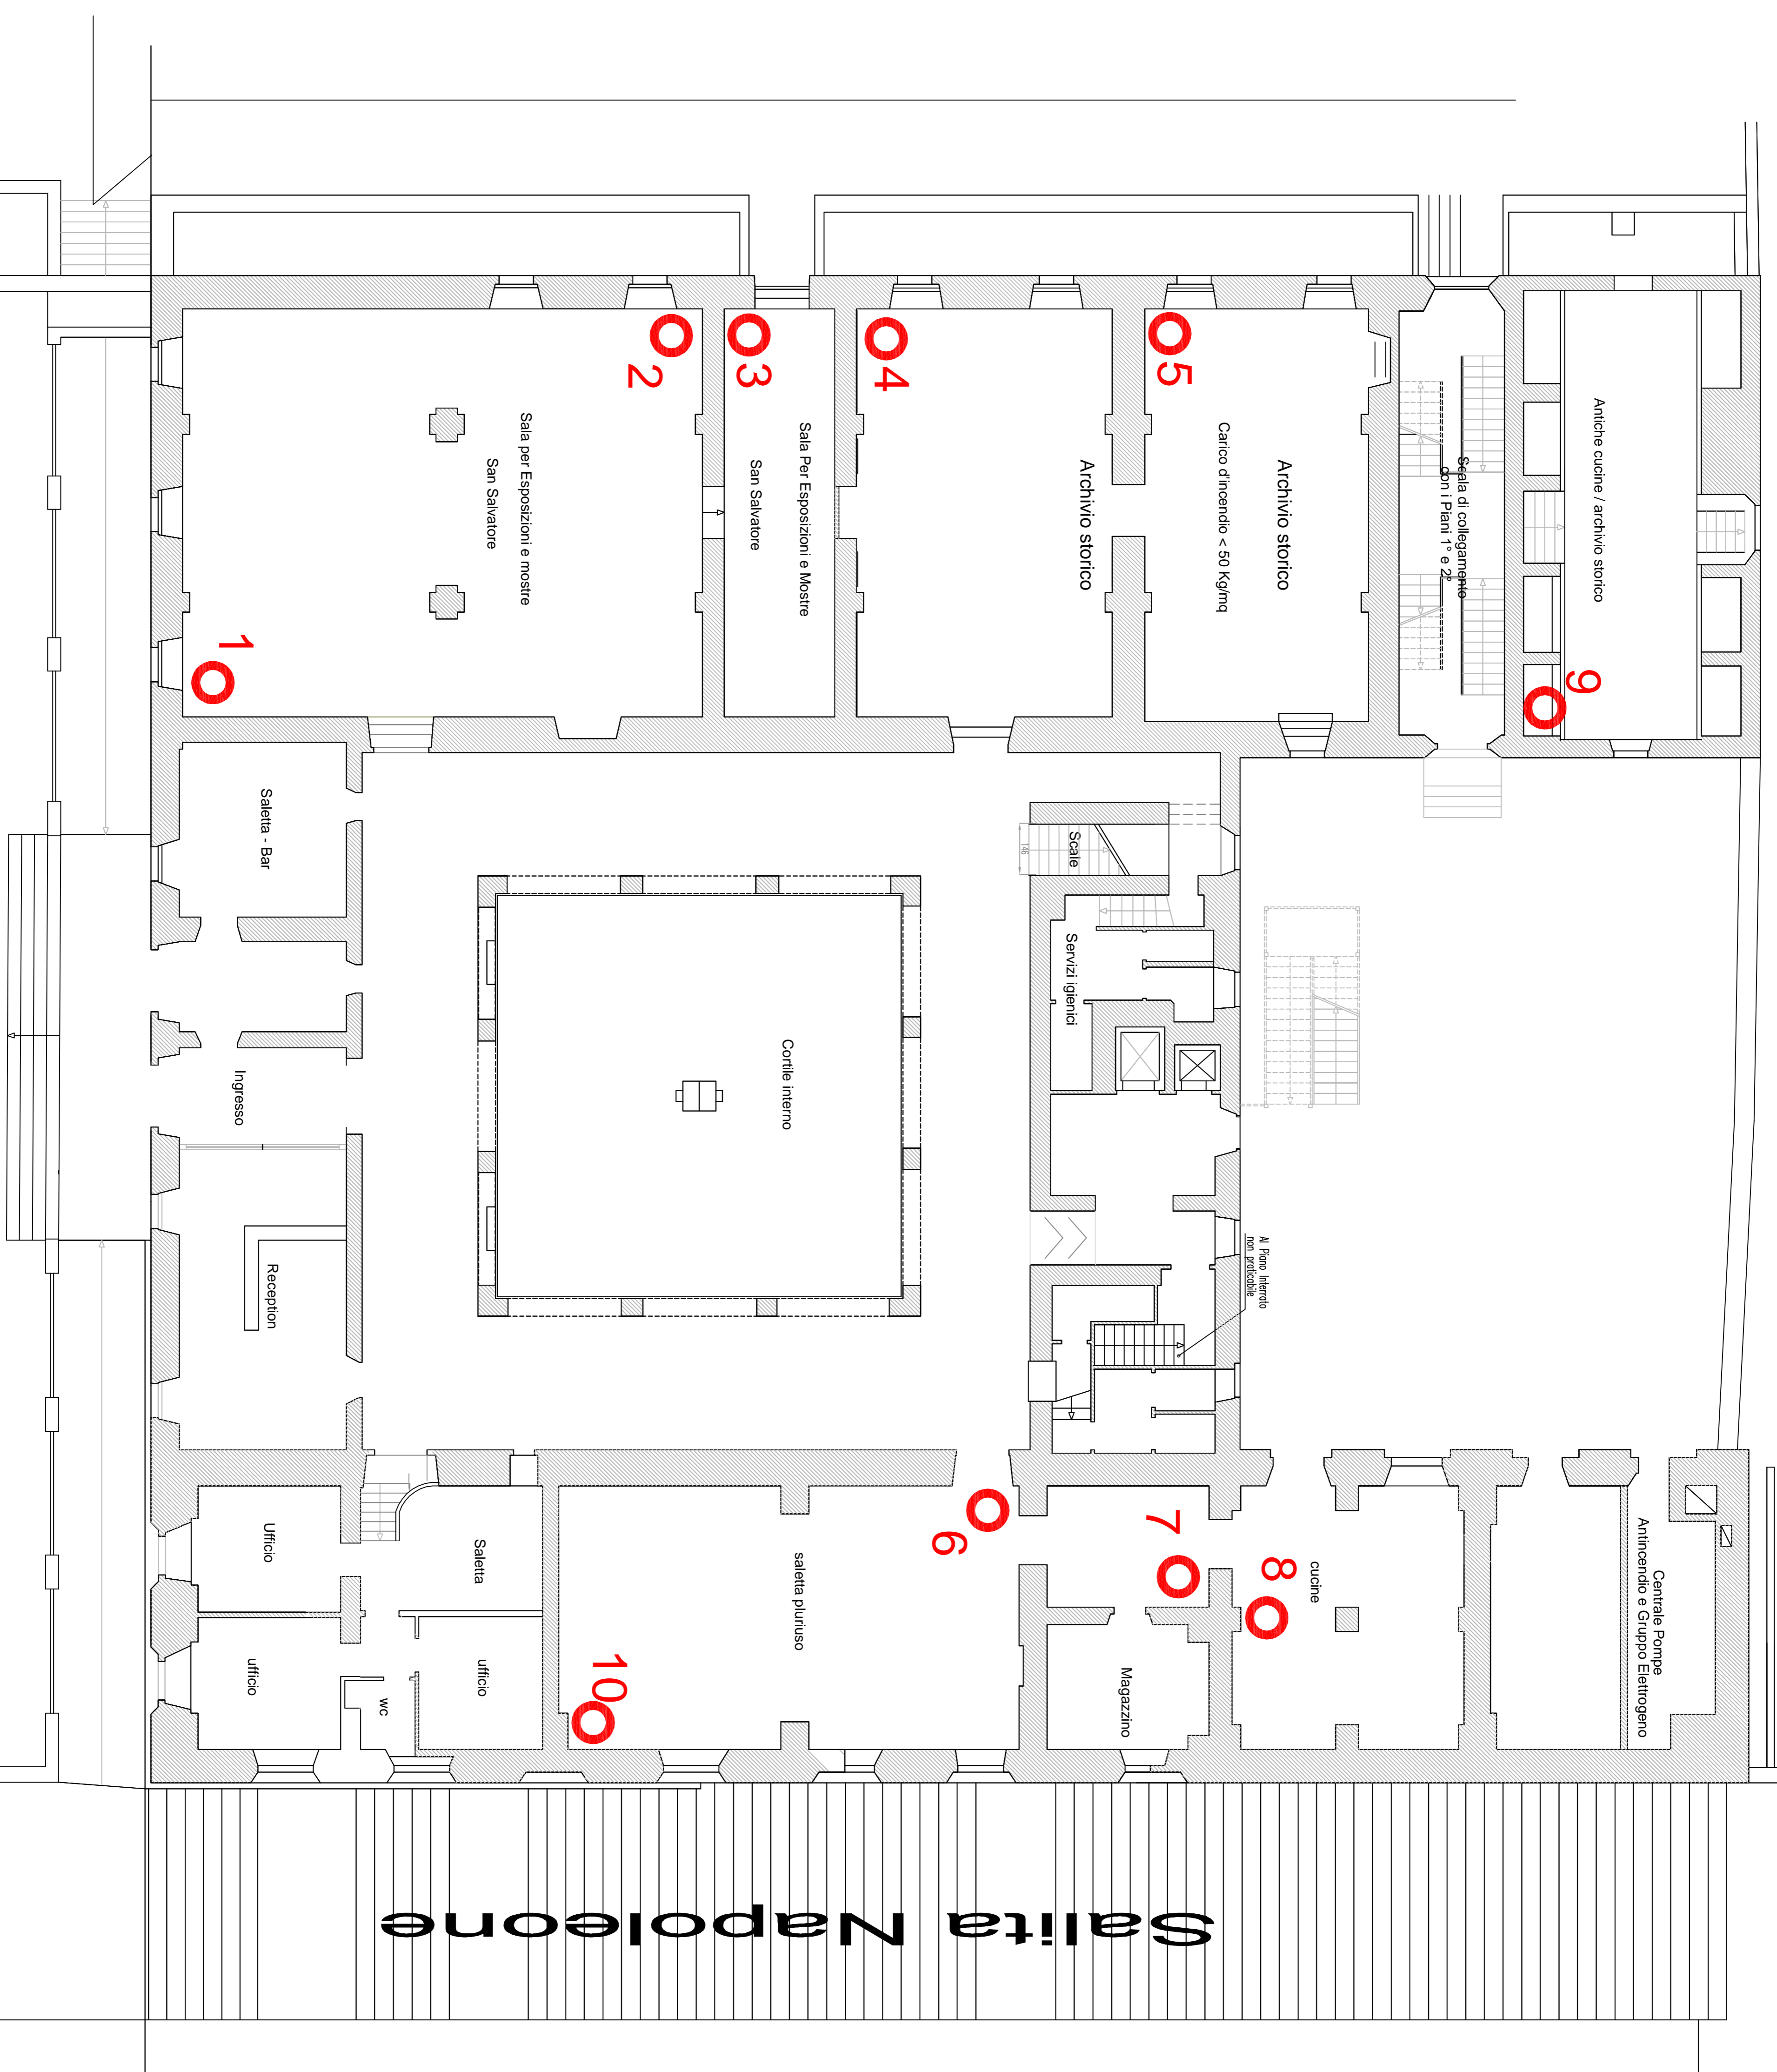 Sala per Esposizioni e mostre
San Salvatore
Sala Per Esposizioni e Mostre
San Salvatore
Archivio storico
Archivio storico
Carico d'incendio < 50 Kg/mq
Scala di collegamento
con i Piani 1° e 2°
Antiche cucine / archivio storico
1
2
3
4
5
9
Saletta - Bar
Ingresso
Reception
Cortile interno
Scale
146
Servizi igienici
Al Piano Interrato
non praticabile
Ufficio
ufficio
Saletta
ufficio
wc
saletta pluriuso
6
7
8
10
cucine
Magazzino
Centrale Pompe
Antincendio e Gruppo Elettrogeno
Salita Napoleone